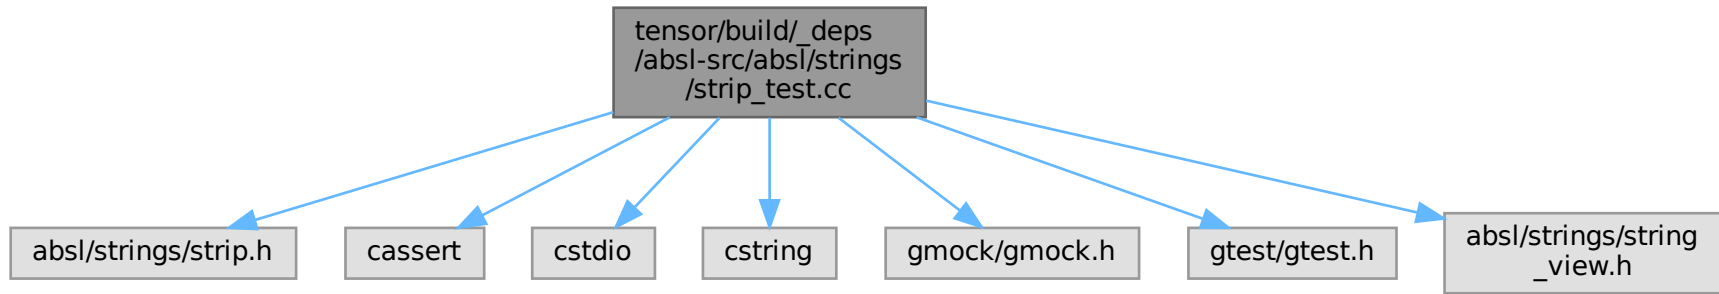 tensor/build/_deps
/absl-src/absl/strings
/strip_test.cc
absl/strings/strip.h
cassert
cstdio
cstring
gmock/gmock.h
gtest/gtest.h
absl/strings/string
_view.h